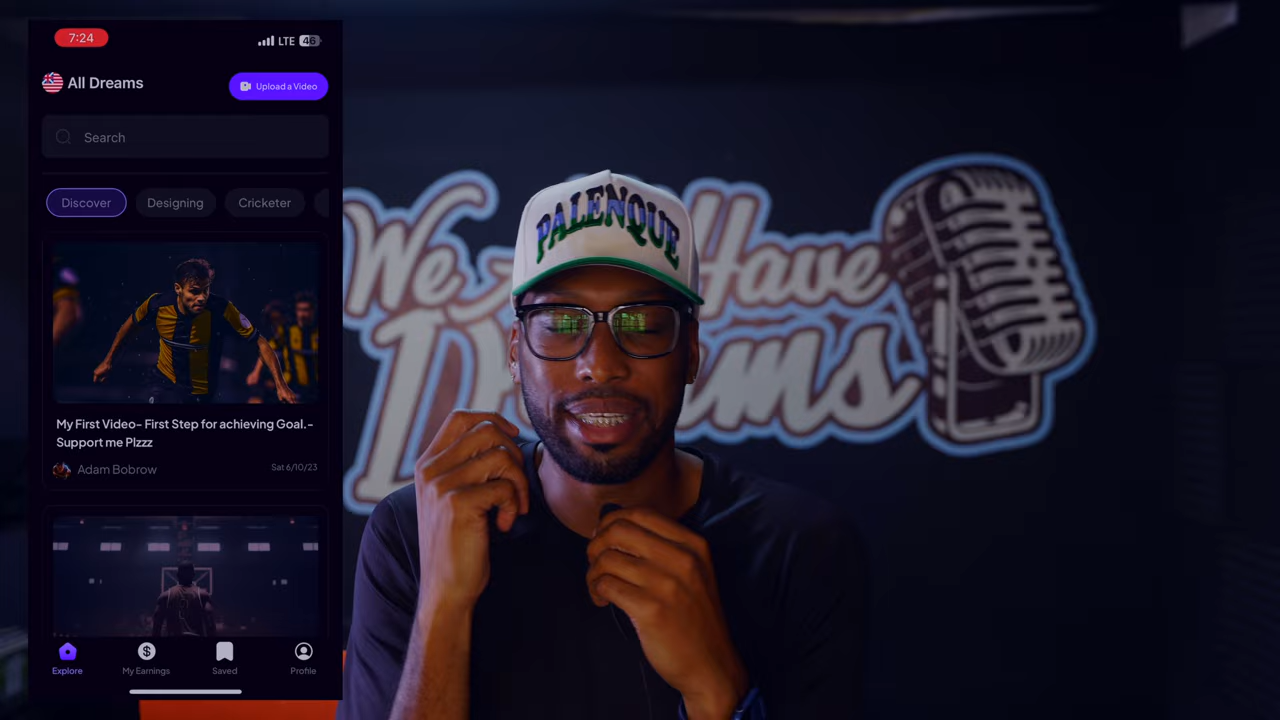 7:24
LTE 46
All Dreams
Upload a Video
Search
Discover
Designing
Cricketer
My First Video- First Step for achieving Goal.-
Support me Plzzz
Adam Bobrow
Sat 6/10/23
Explore
My Earnings
Saved
Profile
PALENQUE
We Have
Dreams